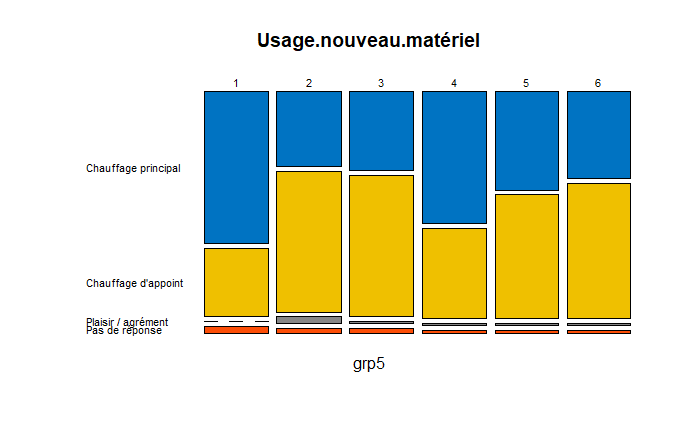 Usage.nouveau.matériel
1 2 3 4 5 6
Chauffage principal
Chauffage d'appoint
Plaisir / agrément
Pas de réponse
grp5